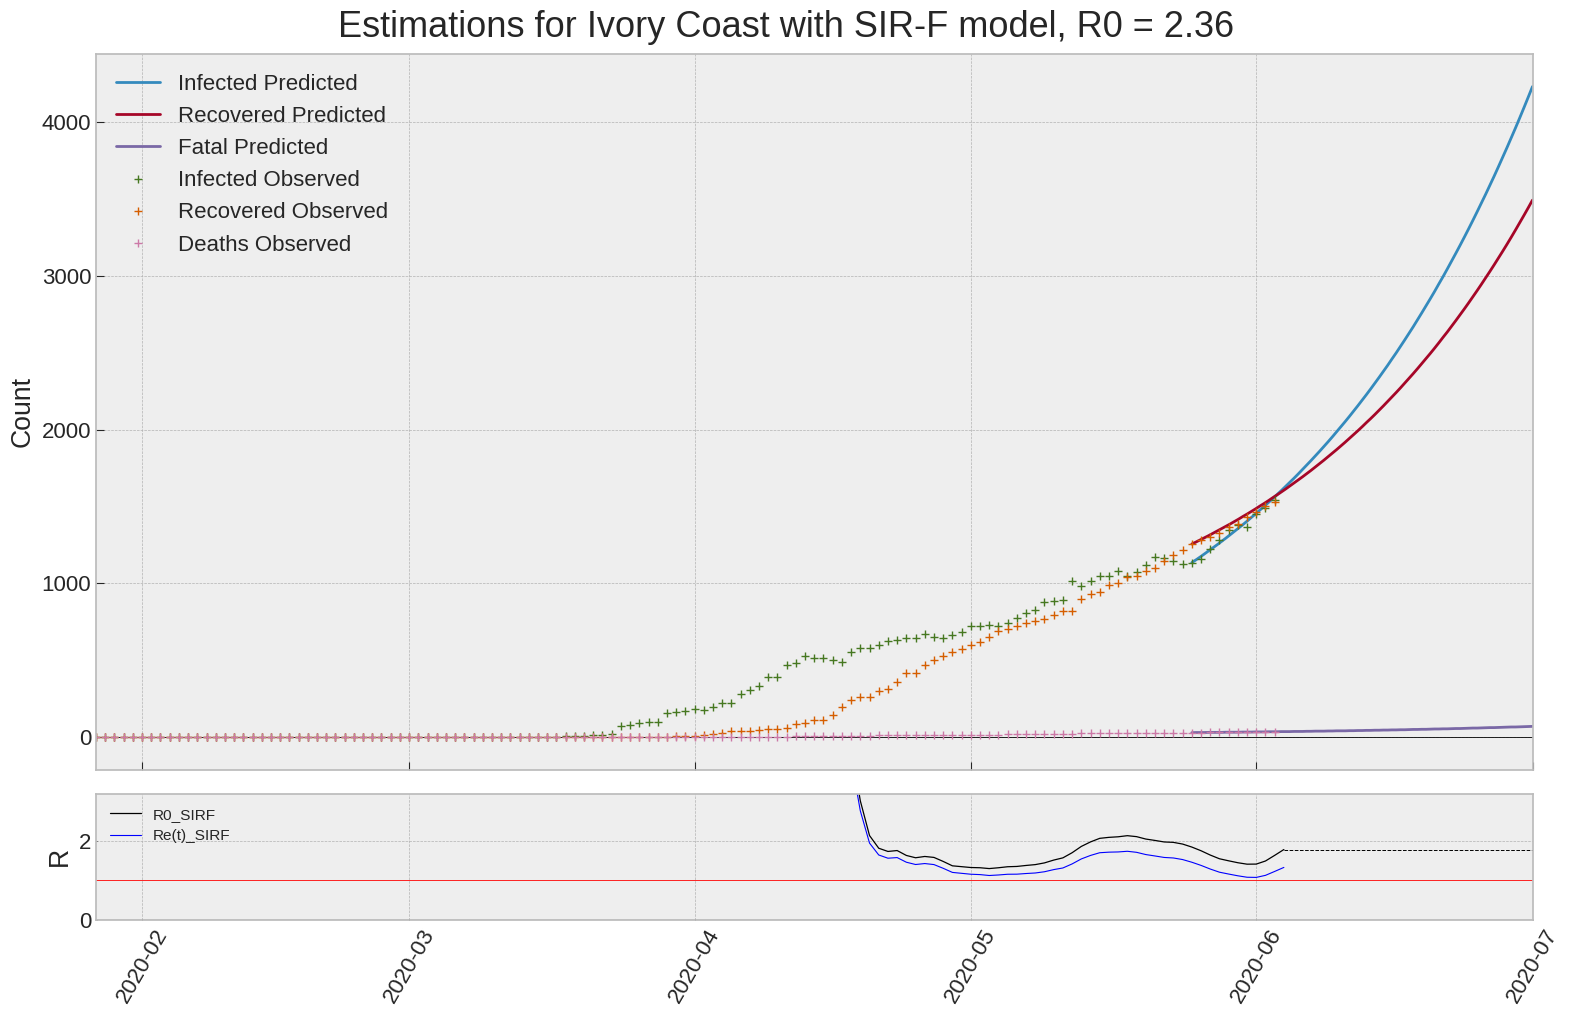 Estimations for Ivory Coast with SIR-F model, R0 = 2.36
Infected Predicted
Recovered Predicted
Fatal Predicted
Infected Observed
Recovered Observed
Deaths Observed
4000
3000
2000
1000
0
Count
R0_SIRF
Re(t)_SIRF
2
0
R
2020-02
2020-03
2020-04
2020-05
2020-06
2020-07